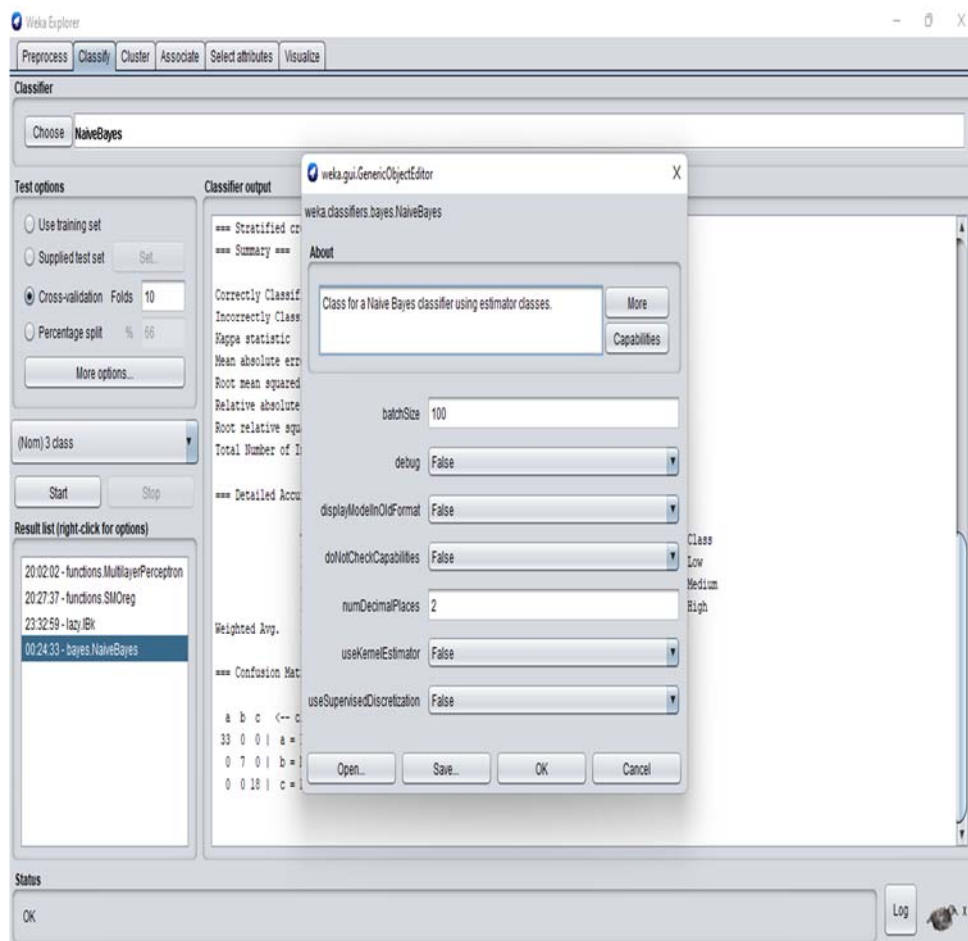 Weka Explorer
Preprocess Classify Cluster Associate Select attributes Visualize
Classifier
Choose NaiveBayes
Test options
Use training set
Supplied test set Set...
Cross-validation Folds 10
Percentage split % 66
More options...
(Nom) 3 class
Start Stop
Result list (right-click for options)
20:02:02 - functions.MultilayerPerceptron
20:27:37 - functions.SMOreg
23:32:59 - lazy.IBk
00:24:33 - bayes.NaiveBayes
Classifier output
=== Stratified cr
=== Summary ===
Correctly Classif
Incorrectly Class
Kappa statistic
Mean absolute err
Root mean squared
Relative absolute
Root relative squ
Total Number of I
=== Detailed Accu
Class
Low
Medium
High
Weighted Avg.
=== Confusion Mat
a b c <-- c
33 0 0 | a =
0 7 0 | b =
0 0 18 | c =
weka.gui.GenericObjectEditor X
weka.classifiers.bayes.NaiveBayes
About
Class for a Naive Bayes classifier using estimator classes.
More
Capabilities
batchSize 100
debug False
displayModelInOldFormat False
doNotCheckCapabilities False
numDecimalPlaces 2
useKernelEstimator False
useSupervisedDiscretization False
Open... Save... OK Cancel
Status
OK
Log
x